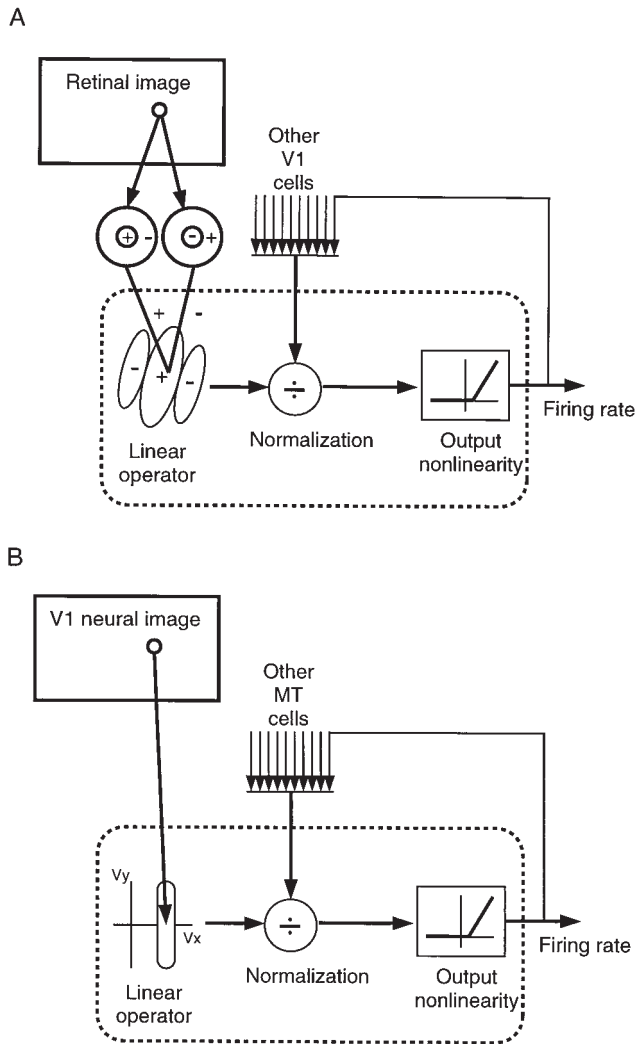 A
Retinal image
Other
V1
cells
+ - - +
+ -
- + -
÷
Linear
operator
Normalization
Output
nonlinearity
Firing rate
B
V1 neural image
Other
MT
cells
Vy
Vx
÷
Linear
operator
Normalization
Output
nonlinearity
Firing rate